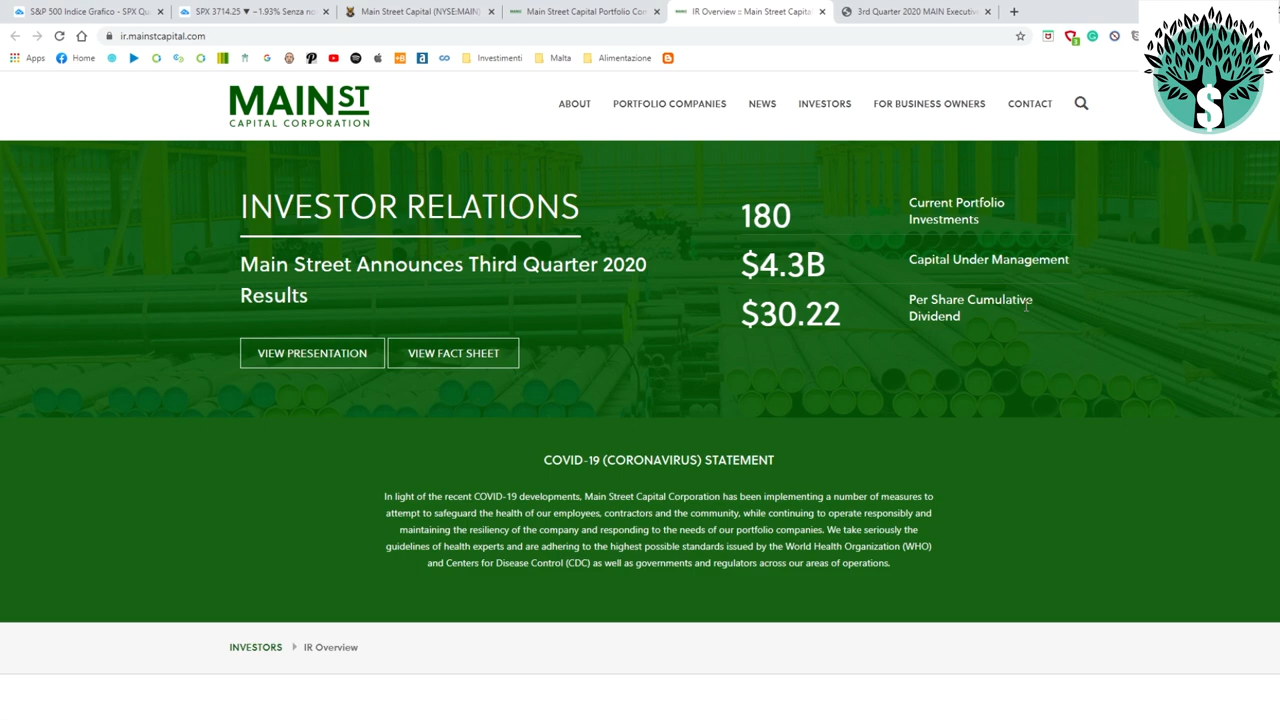 S&P 500 Indice Grafico - SPX Qu
SPX 3714.25 ▼ −1.93% Senza no
Main Street Capital (NYSE:MAIN)
Main Street Capital Portfolio Co
IR Overview :: Main Street Capita
3rd Quarter 2020 MAIN Executiv
ir.mainstcapital.com
Apps
Home
Investimenti
Malta
Alimentazione
$
MAIN ST
CAPITAL CORPORATION
ABOUT
PORTFOLIO COMPANIES
NEWS
INVESTORS
FOR BUSINESS OWNERS
CONTACT
INVESTOR RELATIONS
Main Street Announces Third Quarter 2020
Results
VIEW PRESENTATION
VIEW FACT SHEET
180
Current Portfolio
Investments
$4.3B
Capital Under Management
$30.22
Per Share Cumulative
Dividend
COVID-19 (CORONAVIRUS) STATEMENT
In light of the recent COVID-19 developments, Main Street Capital Corporation has been implementing a number of measures to
attempt to safeguard the health of our employees, contractors and the community, while continuing to operate responsibly and
maintaining the resiliency of the company and responding to the needs of our portfolio companies. We take seriously the
guidelines of health experts and are adhering to the highest possible standards issued by the World Health Organization (WHO)
and Centers for Disease Control (CDC) as well as governments and regulators across our areas of operations.
INVESTORS
IR Overview